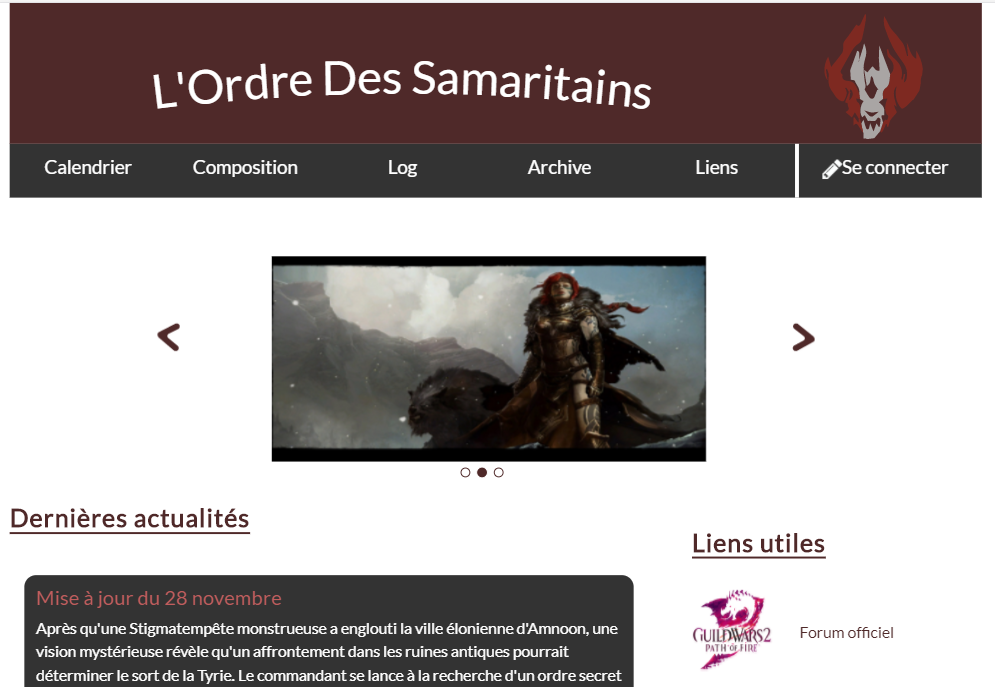 L'Ordre Des Samaritains
Calendrier Composition Log Archive Liens Se connecter
Dernières actualités
Liens utiles
Mise à jour du 28 novembre
Après qu'une Stigmatempête monstrueuse a englouti la ville élonienne d'Amnoon, une
vision mystérieuse révèle qu'un affrontement dans les ruines antiques pourrait
déterminer le sort de la Tyrie. Le commandant se lance à la recherche d'un ordre secret
GUILDWARS2
PATH OF FIRE
Forum officiel